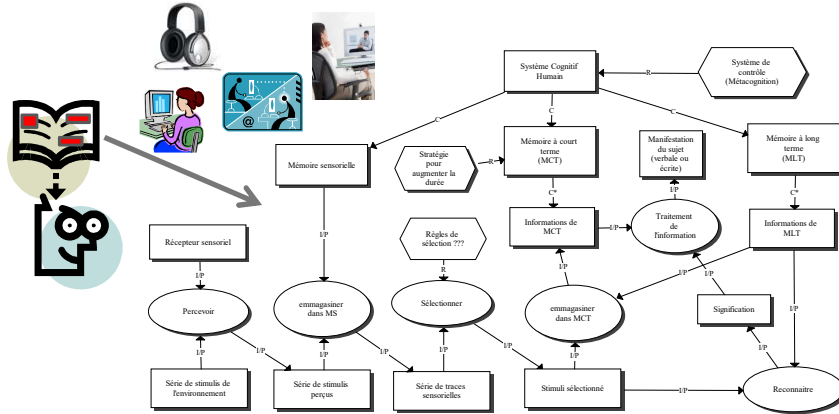 Système Cognitif
Humain
R
Système de
contrôle
(Métacognition)
C
C
C
@
Mémoire sensorielle
Stratégie
pour
augmenter la
durée
R
Mémoire à court
terme
(MCT)
Manifestation
du sujet
(verbale ou
écrite)
Mémoire à long
terme
(MLT)
I/P
C*
I/P
C*
Récepteur sensoriel
Règles de
sélection ???
Informations de
MCT
I/P
Traitement
de
l'information
Informations de
MLT
I/P
R
I/P
I/P
I/P
I/P
Percevoir
emmagasiner
dans MS
Sélectionner
emmagasiner
dans MCT
Signification
I/P
I/P
I/P
I/P
I/P
I/P
I/P
I/P
Série de stimulis de
l'environnement
Série de stimulis
perçus
Série de traces
sensorielles
Stimuli sélectionné
I/P
Reconnaitre